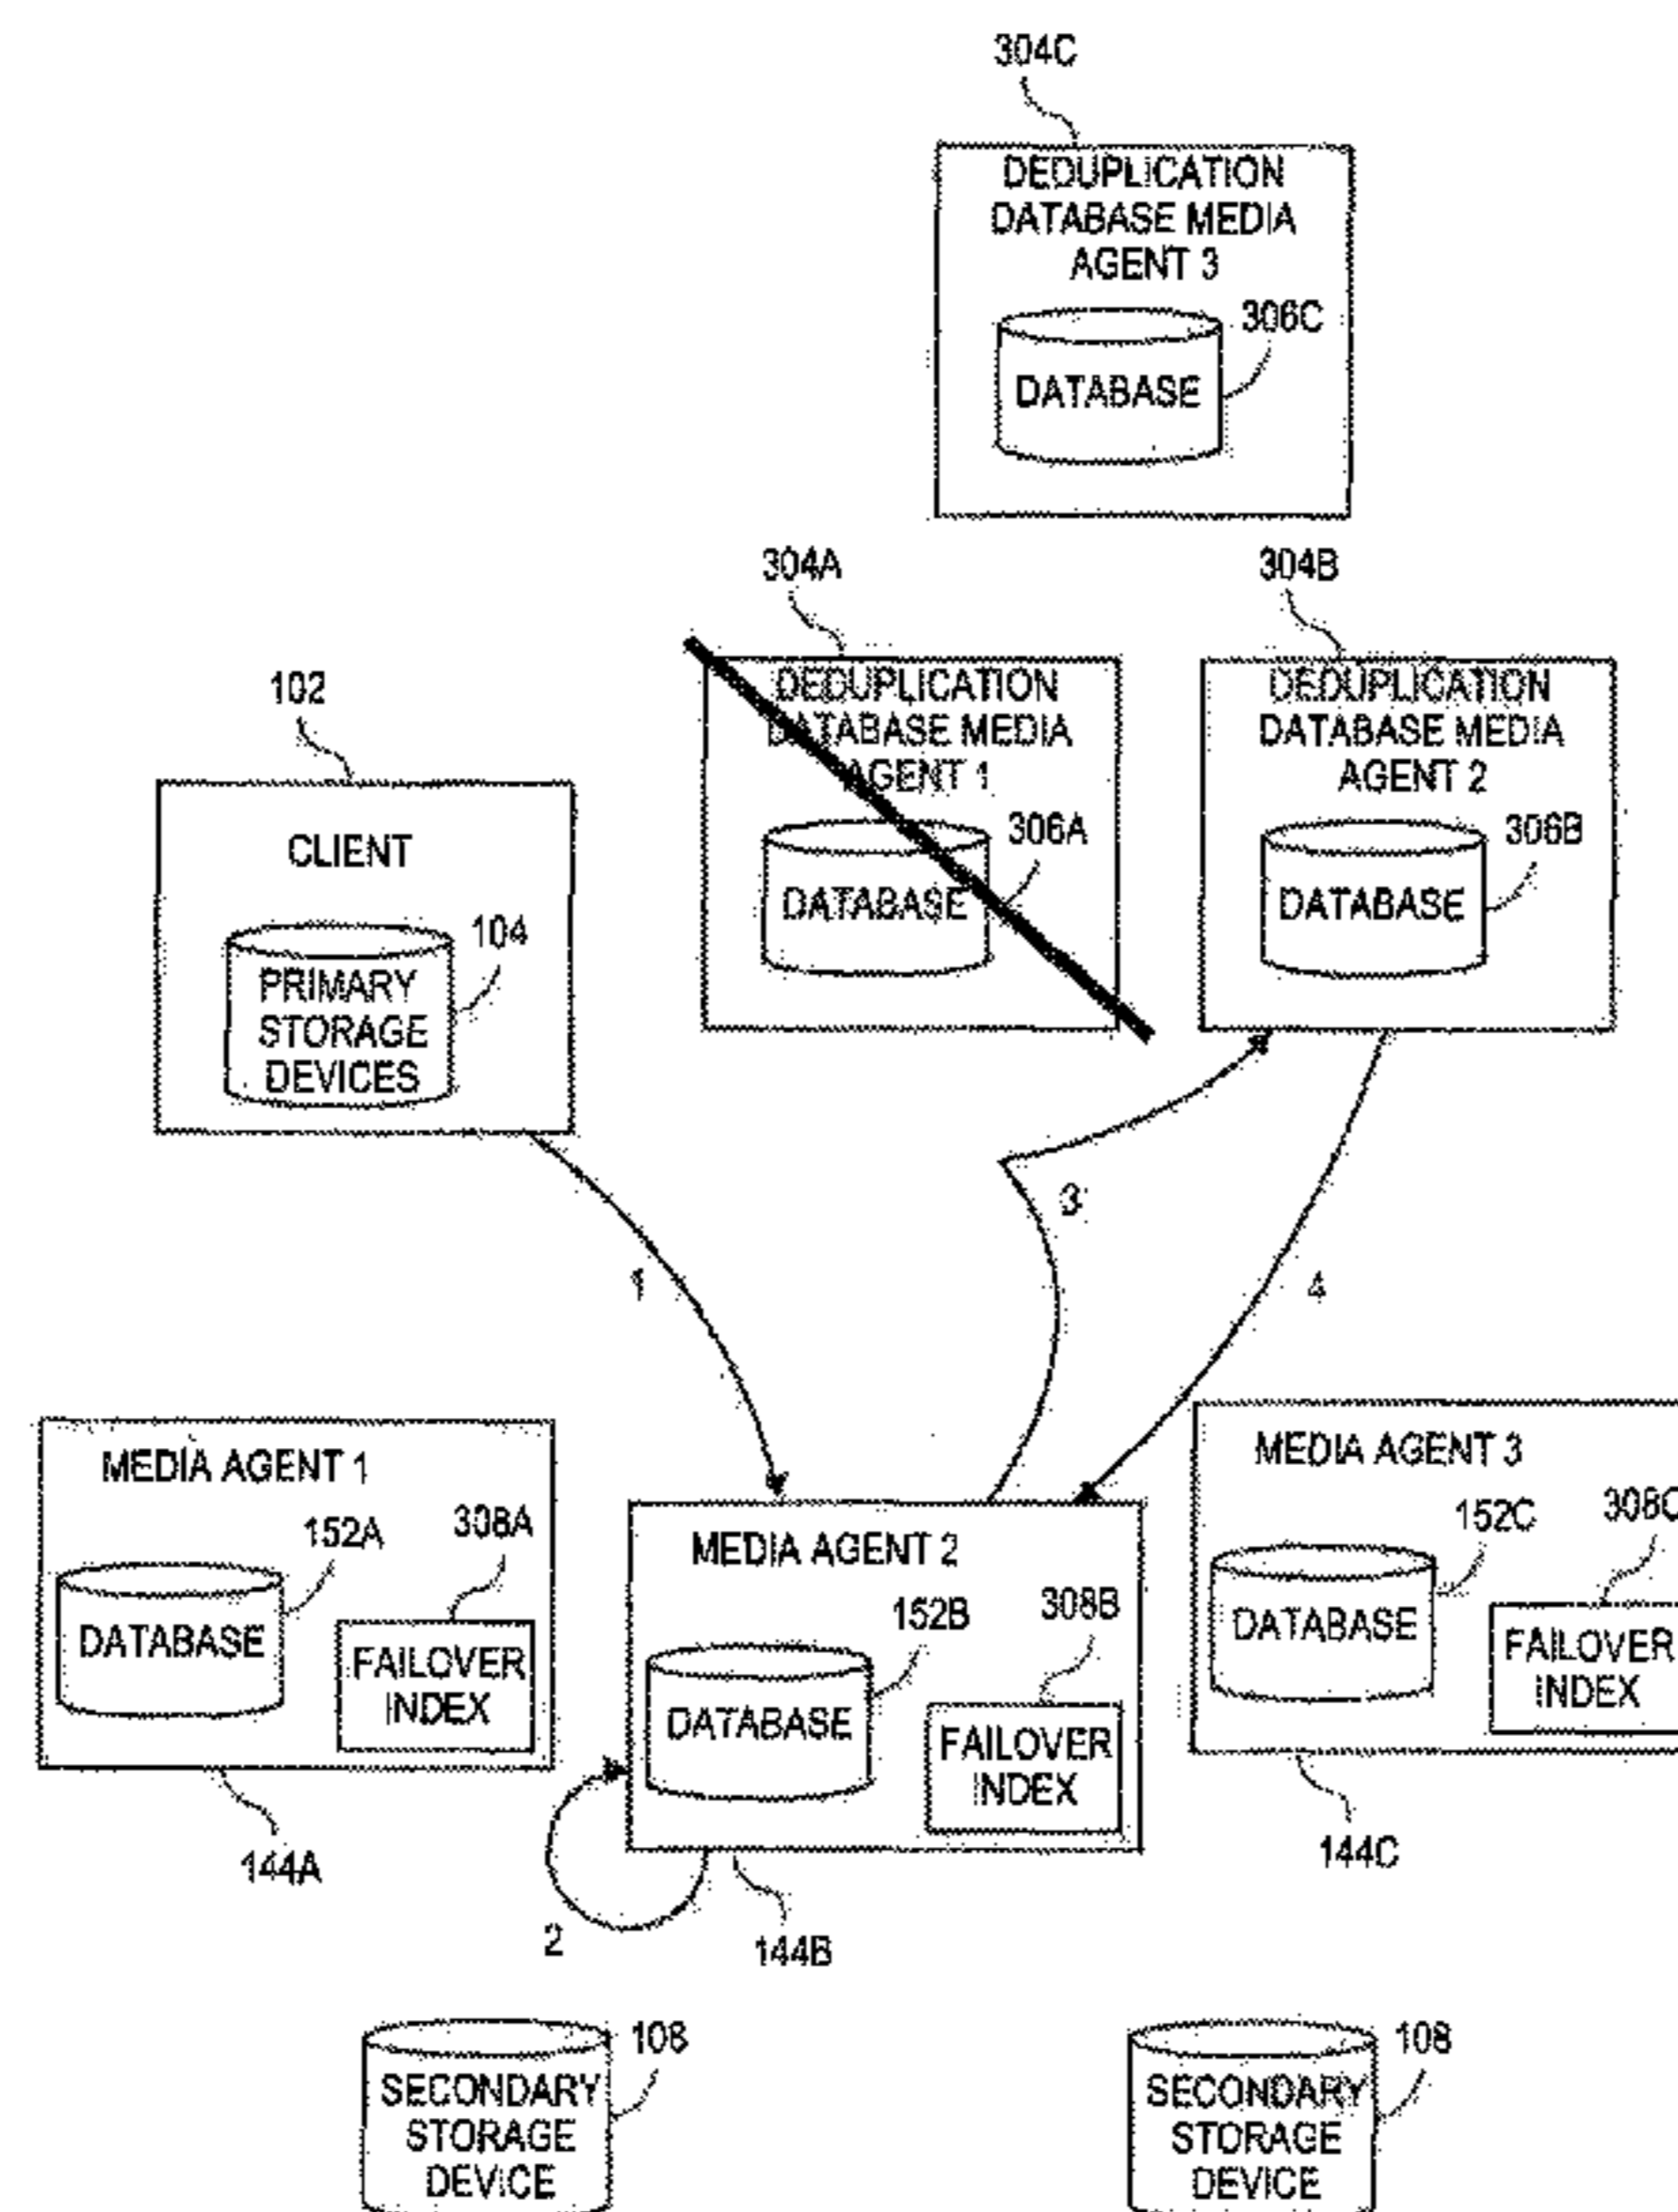 304C
DEDUPLICATION
DATABASE MEDIA
AGENT 3
306C
DATABASE
304A
304B
DEDUPLICATION
DATABASE MEDIA
AGENT 1
306A
DATABASE
DEDUPLICATION
DATABASE MEDIA
AGENT 2
306B
DATABASE
102
CLIENT
104
PRIMARY
STORAGE
DEVICES
1
3
4
MEDIA AGENT 1
152A
308A
DATABASE
FAILOVER
INDEX
144A
MEDIA AGENT 2
152B
308B
DATABASE
FAILOVER
INDEX
2
144B
MEDIA AGENT 3
152C
308C
DATABASE
FAILOVER
INDEX
144C
108
SECONDARY
STORAGE
DEVICE
108
SECONDARY
STORAGE
DEVICE